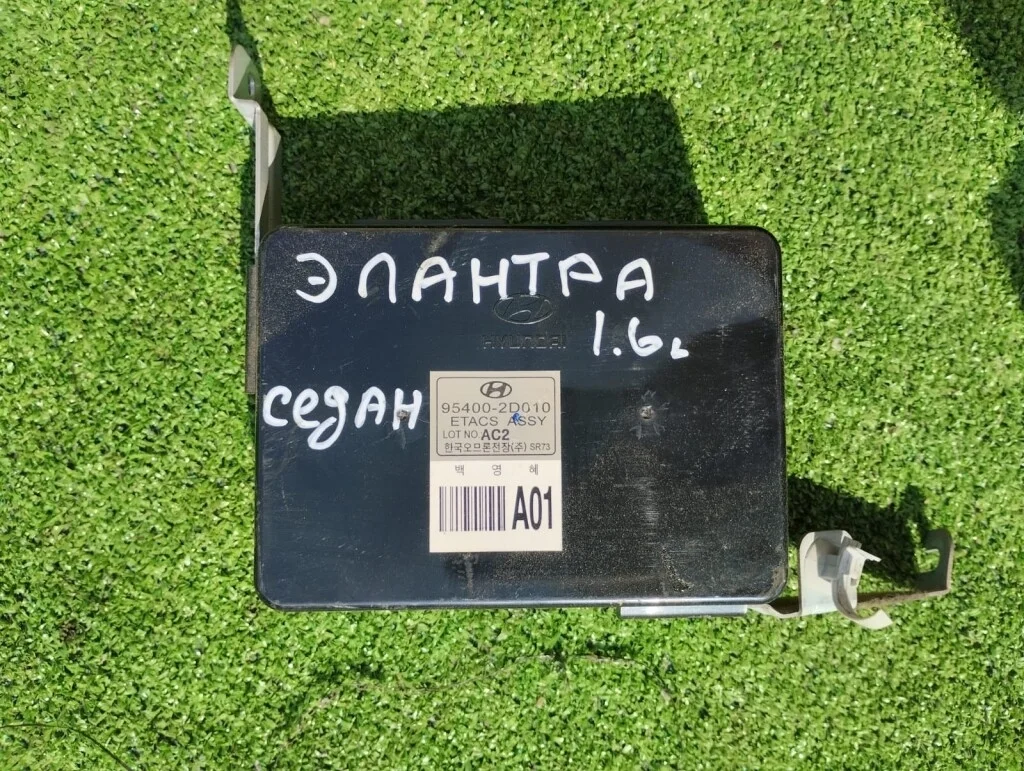 ЭЛАНТРА
HYUNDAI
1.6L
СЕДАН
95400-2D010
ETACS ASSY
LOT NO AC2
한국오므론전장(주) SR73
백 영 혜
A01